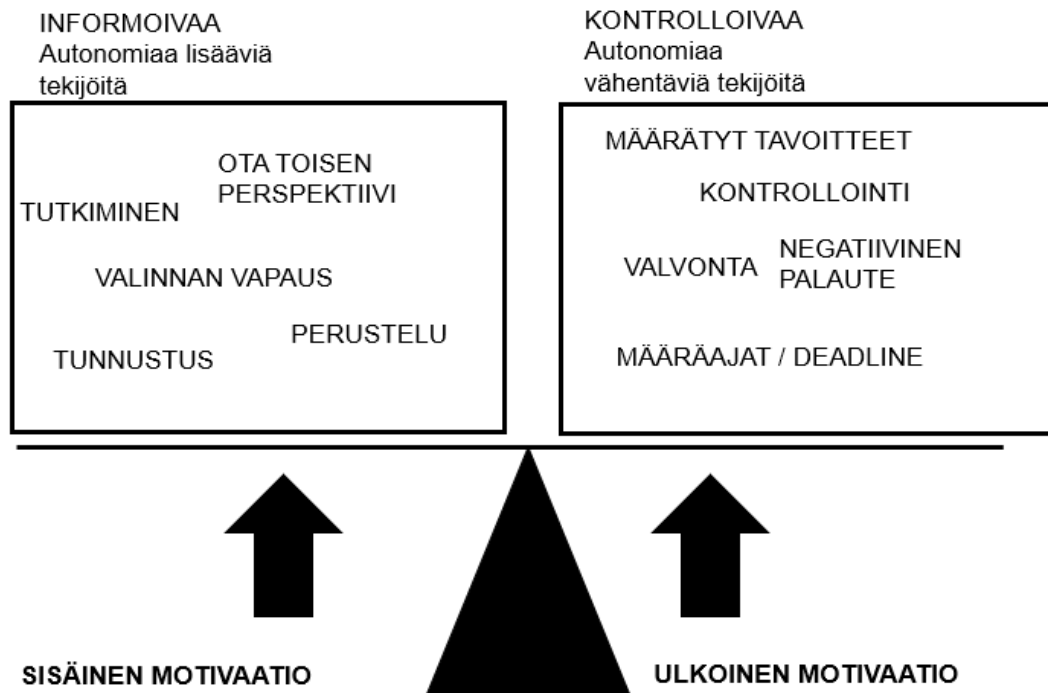 INFORMOIVAA
Autonomiaa lisääviä
tekijöitä
OTA TOISEN
PERSPEKTIIVI
TUTKIMINEN
VALINNAN VAPAUS
PERUSTELU
TUNNUSTUS
KONTROLLOIVAA
Autonomiaa
vähentäviä tekijöitä
MÄÄRÄTYT TAVOITTEET
KONTROLLOINTI
VALVONTA
NEGATIIVINEN
PALAUTE
MÄÄRÄAJAT / DEADLINE
SISÄINEN MOTIVAATIO
ULKOINEN MOTIVAATIO